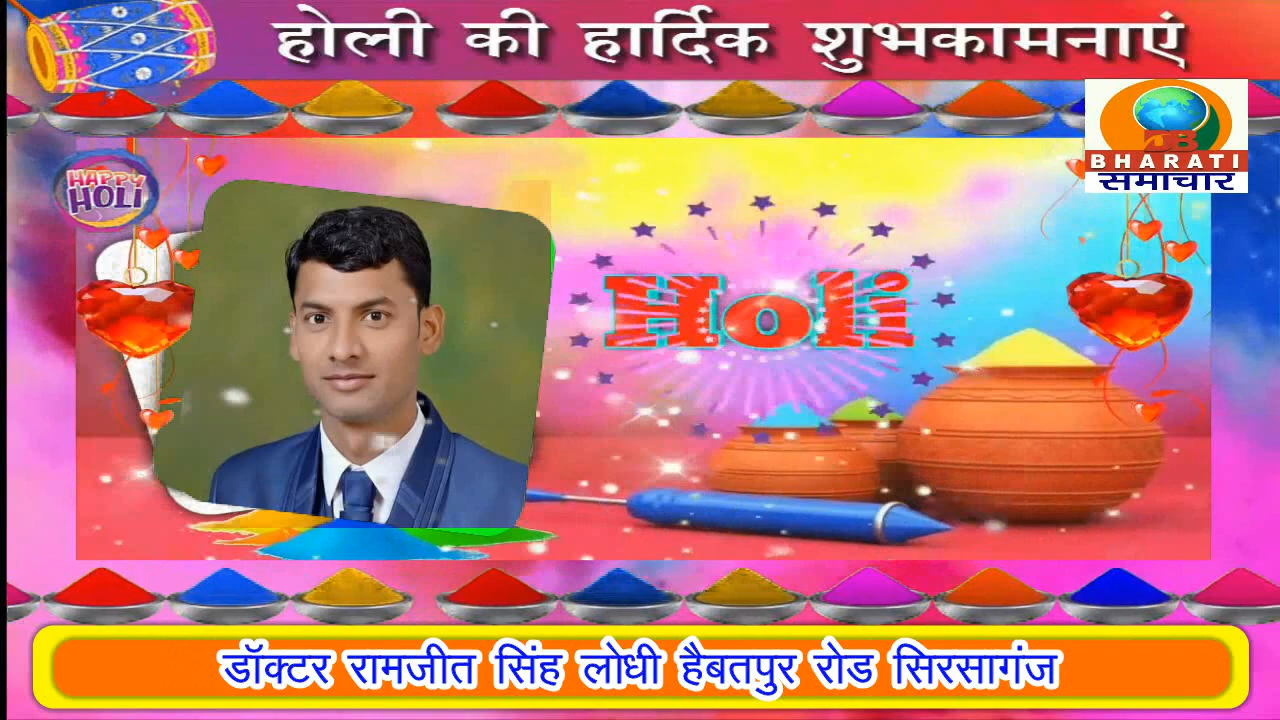 होली की हार्दिक शुभकामनाएं
BHARATI
समाचार
HAPPY
HOLI
Holi
डॉक्टर रामजीत सिंह लोधी हैबतपुर रोड सिरसागंज